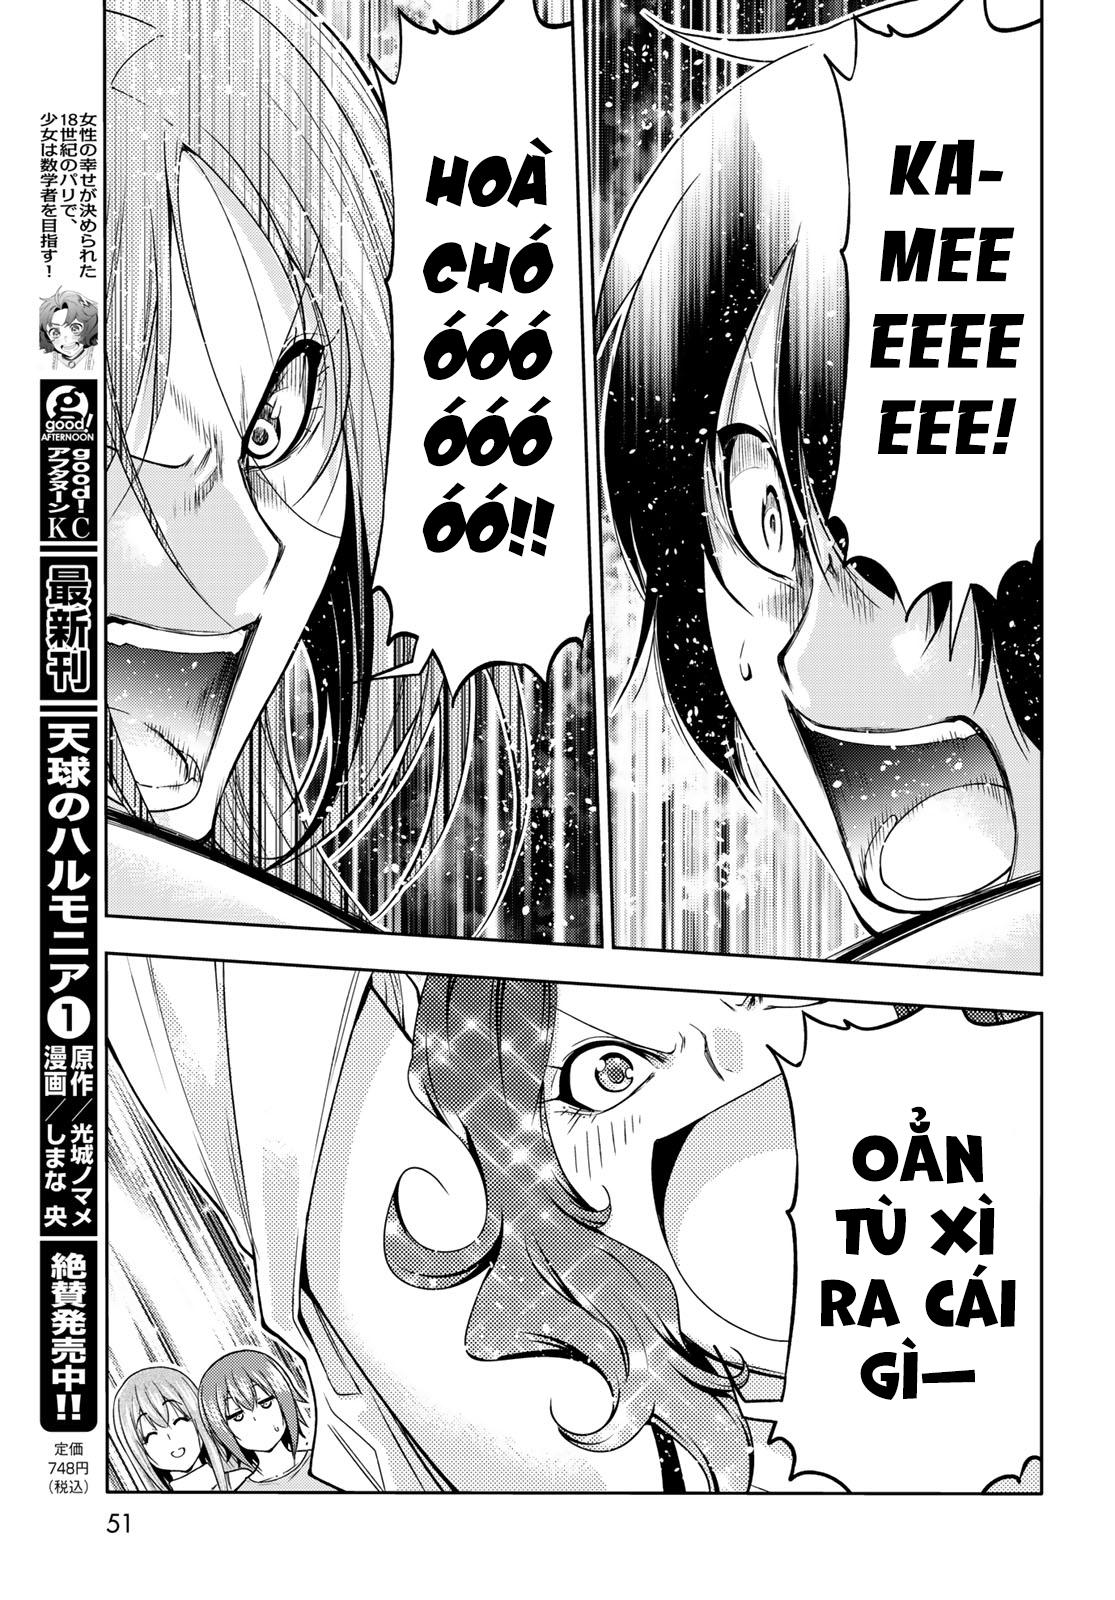 KA-
MEE
EEEE
EEE!
HOÀ
CHÓ
ÓÓÓ
ÓÓÓ
ÓÓ!!
OẲN
TÙ XÌ
RA CÁI
GÌ—
女性の幸せが決められた
18世紀のパリで、
少女は数学者を目指す!
good!
AFTERNOON
good!
アフタヌーン
KC
最新刊
天球のハルモニア1
原作/光城ノマメ
漫画/しまな 央
絶賛発売中!!
定価
748円
(税込)
51